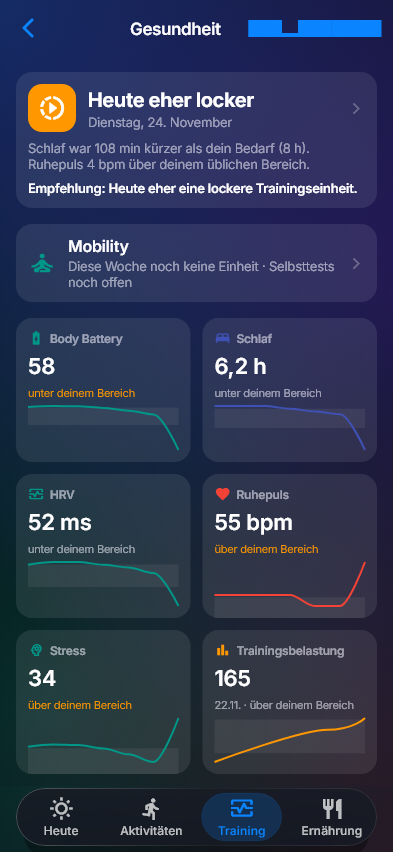 Gesundheit
Heute eher locker
Dienstag, 24. November
Schlaf war 108 min kürzer als dein Bedarf (8 h).
Ruhepuls 4 bpm über deinem üblichen Bereich.
Empfehlung: Heute eher eine lockere Trainingseinheit.
Mobility
Diese Woche noch keine Einheit · Selbsttests
noch offen
Body Battery
58
unter deinem Bereich
Schlaf
6,2 h
unter deinem Bereich
HRV
52 ms
unter deinem Bereich
Ruhepuls
55 bpm
über deinem Bereich
Stress
34
über deinem Bereich
Trainingsbelastung
165
22.11. · über deinem Bereich
Heute
Aktivitäten
Training
Ernährung